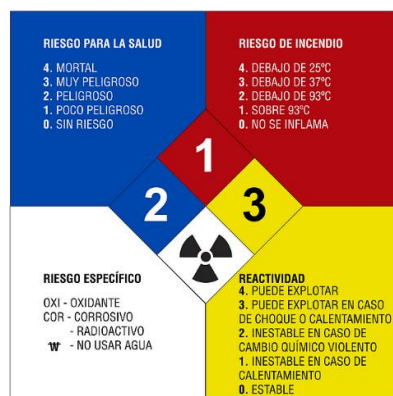 RIESGO PARA LA SALUD
4. MORTAL
3. MUY PELIGROSO
2. PELIGROSO
1. POCO PELIGROSO
0. SIN RIESGO
RIESGO DE INCENDIO
4. DEBAJO DE 25ºC
3. DEBAJO DE 37ºC
2. DEBAJO DE 93ºC
1. SOBRE 93ºC
0. NO SE INFLAMA
1
2
3
RIESGO ESPECÍFICO
OXI - OXIDANTE
COR - CORROSIVO
- RADIOACTIVO
W - NO USAR AGUA
REACTIVIDAD
4. PUEDE EXPLOTAR
3. PUEDE EXPLOTAR EN CASO
DE CHOQUE O CALENTAMIENTO
2. INESTABLE EN CASO DE
CAMBIO QUÍMICO VIOLENTO
1. INESTABLE EN CASO DE
CALENTAMIENTO
0. ESTABLE